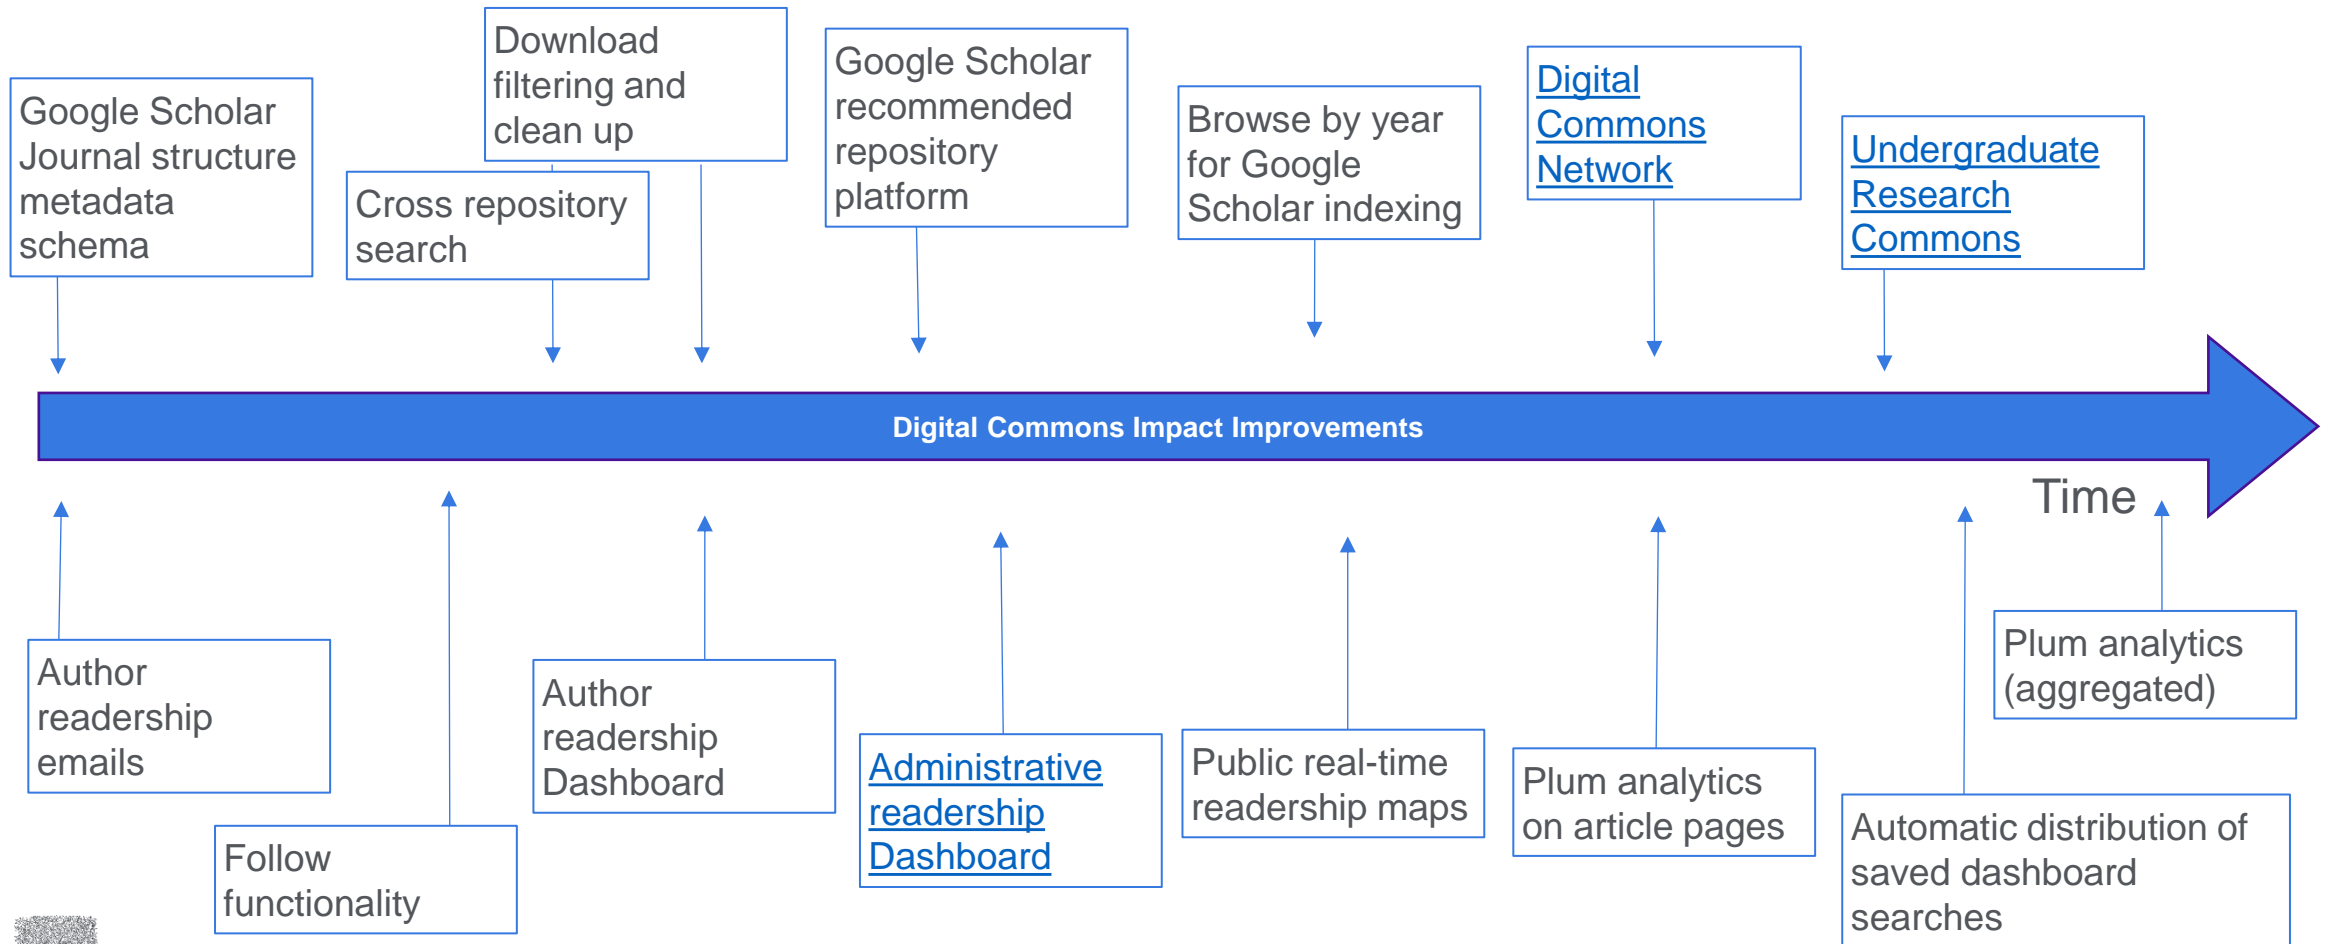 Google Scholar
Journal structure
metadata
schema
Download
filtering and
clean up
Cross repository
search
Google Scholar
recommended
repository
platform
Browse by year
for Google
Scholar indexing
Digital
Commons
Network
Undergraduate
Research
Commons
Digital Commons Impact Improvements
Time
Author
readership
emails
Follow
functionality
Author
readership
Dashboard
Administrative
readership
Dashboard
Public real-time
readership maps
Plum analytics
on article pages
Automatic distribution of
saved dashboard
searches
Plum analytics
(aggregated)